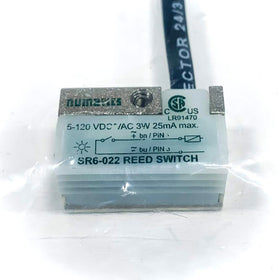 ECTOR 24/3
numatics
C US
LR91470
5-120 VDC /AC 3W 25mA max.
bn / PIN
bu / PIN
SR6-022 REED SWITCH